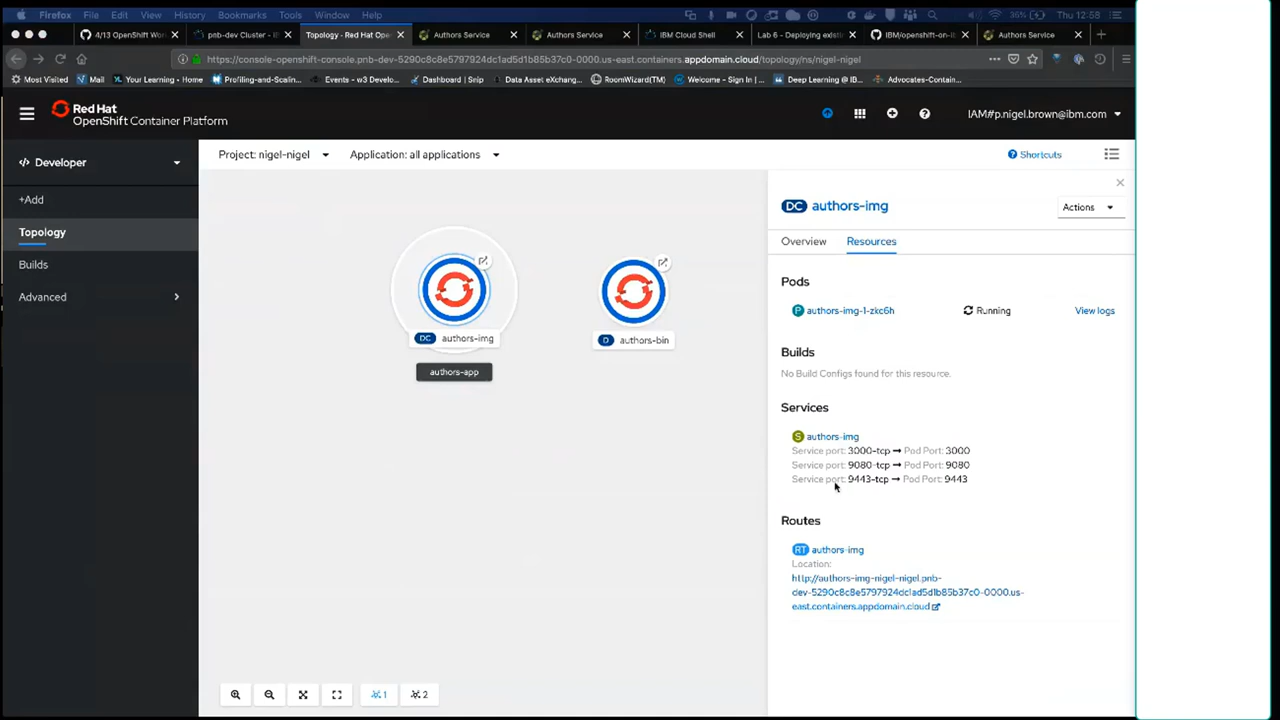 Firefox File Edit View History Bookmarks Tools Window Help 36% Thu 12:58
4/13 OpenShift Wor pnb-dev Cluster - IB Topology - Red Hat Ope Authors Service Authors Service IBM Cloud Shell Lab 6 - Deploying exist IBM/openshift-on-i Authors Service
https://console-openshift-console.pnb-dev-5290c8c8e5797924dc1ad5d1b85b37c0-0000.us-east.containers.appdomain.cloud/topology/ns/nigel-nigel
Most Visited Mail Your Learning - Home Profiling-and-Scalin... Events - w3 Develo... Dashboard | Snip Data Asset eXchang... RoomWizard(TM) Welcome - Sign In |... Deep Learning @ IB... Advocates-Contain...
Red Hat
OpenShift Container Platform
IAM#p.nigel.brown@ibm.com
Developer
Project: nigel-nigel Application: all applications
Shortcuts
+Add
Topology
Builds
Advanced
DC authors-img
authors-app
D authors-bin
DC authors-img
Actions
Overview Resources
Pods
P authors-img-1-zkc6h Running View logs
Builds
No Build Configs found for this resource.
Services
S authors-img
Service port: 3000-tcp → Pod Port: 3000
Service port: 9080-tcp → Pod Port: 9080
Service port: 9443-tcp → Pod Port: 9443
Routes
RT authors-img
Location:
http://authors-img-nigel-nigel.pnb-
dev-5290c8c8e5797924dc1ad5d1b85b37c0-0000.us-
east.containers.appdomain.cloud
1 2